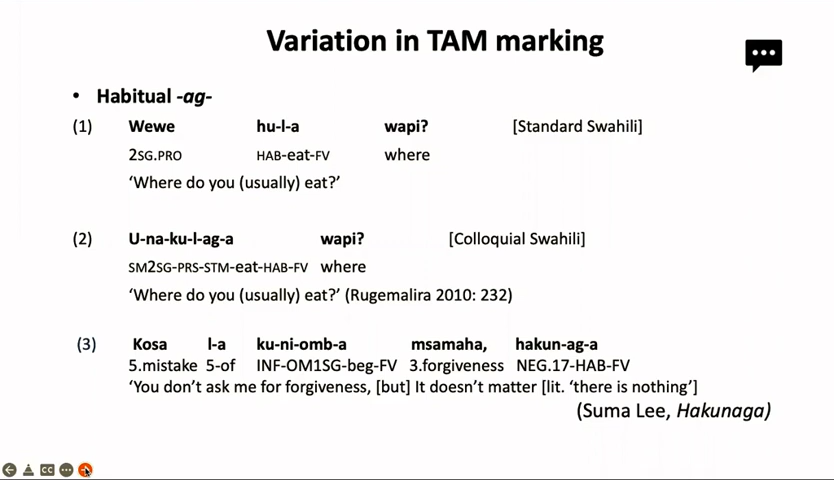 Variation in TAM marking
• Habitual -ag-
(1) Wewe hu-l-a wapi? [Standard Swahili]
2SG.PRO HAB-eat-FV where
‘Where do you (usually) eat?’
(2) U-na-ku-l-ag-a wapi? [Colloquial Swahili]
SM2SG-PRS-STM-eat-HAB-FV where
‘Where do you (usually) eat?’ (Rugemalira 2010: 232)
(3) Kosa l-a ku-ni-omb-a msamaha, hakun-ag-a
5.mistake 5-of INF-OM1SG-beg-FV 3.forgiveness NEG.17-HAB-FV
‘You don’t ask me for forgiveness, [but] It doesn’t matter [lit. ‘there is nothing’]
(Suma Lee, Hakunaga)
CC